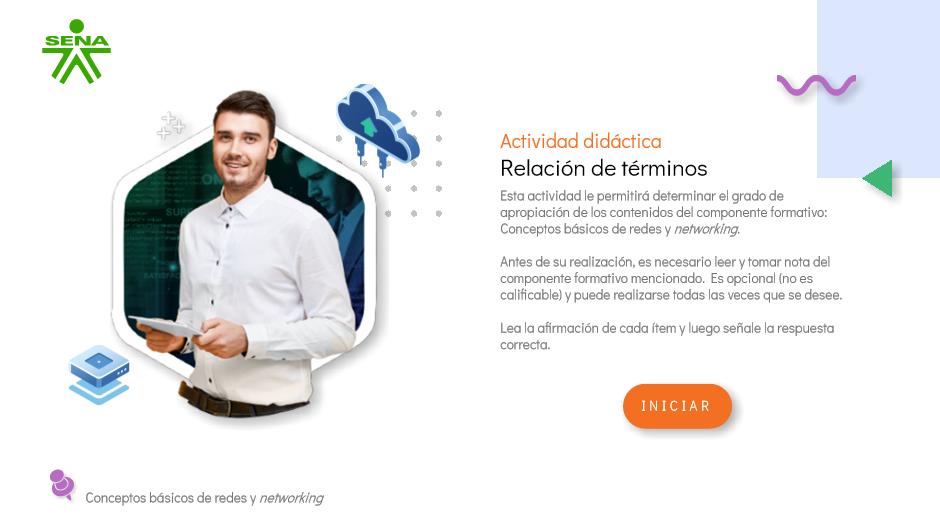 SENA
Actividad didáctica
Relación de términos
Esta actividad le permitirá determinar el grado de
apropiación de los contenidos del componente formativo:
Conceptos básicos de redes y networking.
Antes de su realización, es necesario leer y tomar nota del
componente formativo mencionado. Es opcional (no es
calificable) y puede realizarse todas las veces que se desee.
Lea la afirmación de cada ítem y luego señale la respuesta
correcta.
INICIAR
Conceptos básicos de redes y networking